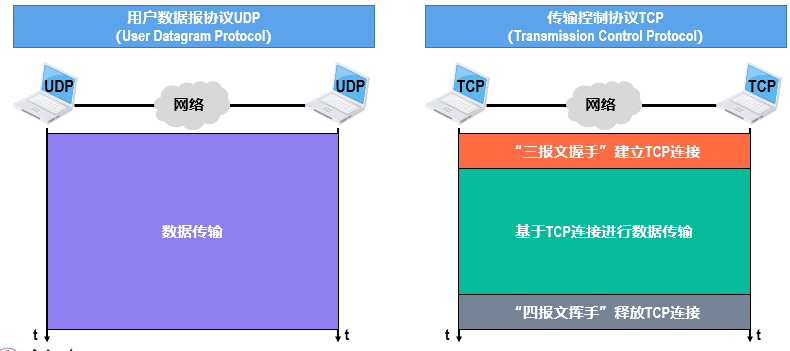 用户数据报协议UDP
(User Datagram Protocol)
UDP
网络
UDP
数据传输
t
t
传输控制协议TCP
(Transmission Control Protocol)
TCP
网络
TCP
“三报文握手”建立TCP连接
基于TCP连接进行数据传输
“四报文挥手”释放TCP连接
t
t